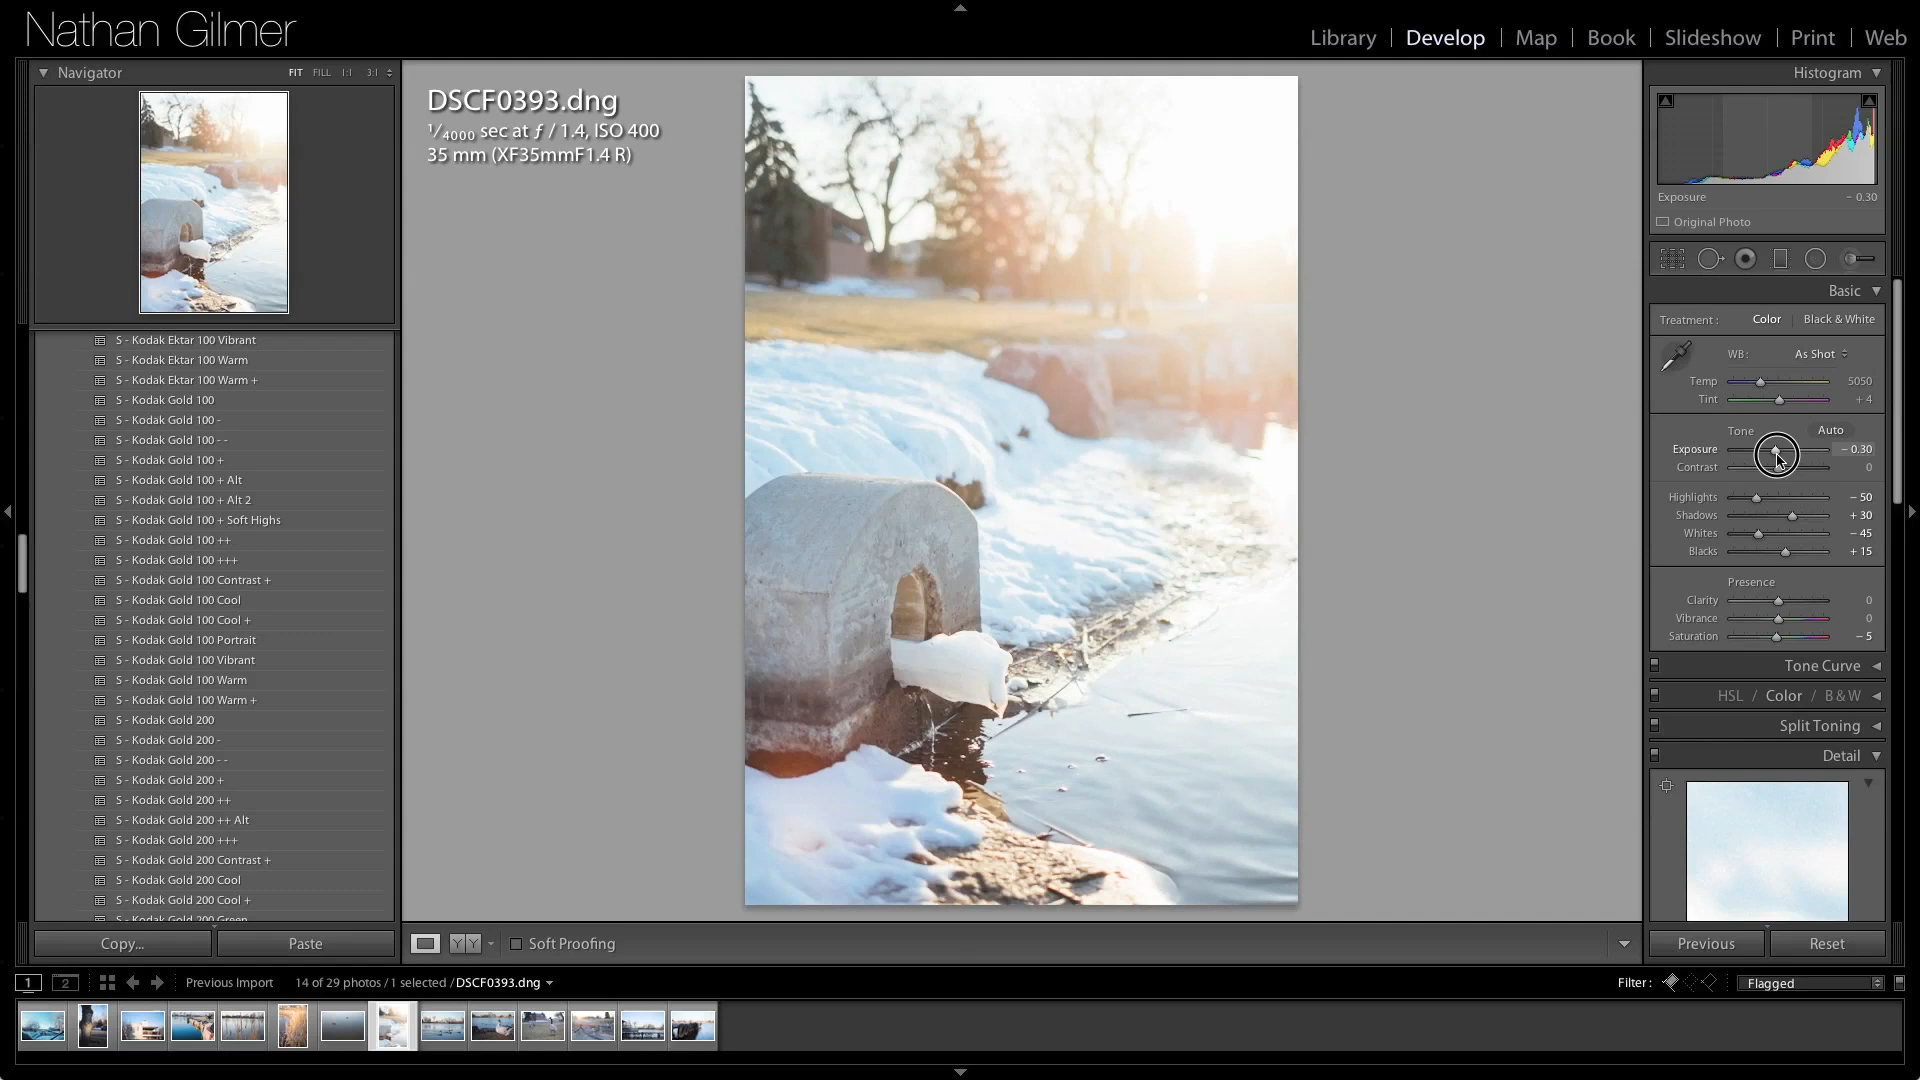 Nathan Gilmer
Library | Develop | Map | Book | Slideshow | Print | Web
Navigator FIT FILL 1:1 3:1
S - Kodak Ektar 100 Vibrant
S - Kodak Ektar 100 Warm
S - Kodak Ektar 100 Warm +
S - Kodak Gold 100
S - Kodak Gold 100 -
S - Kodak Gold 100 - -
S - Kodak Gold 100 +
S - Kodak Gold 100 + Alt
S - Kodak Gold 100 + Alt 2
S - Kodak Gold 100 + Soft Highs
S - Kodak Gold 100 ++
S - Kodak Gold 100 +++
S - Kodak Gold 100 Contrast +
S - Kodak Gold 100 Cool
S - Kodak Gold 100 Cool +
S - Kodak Gold 100 Portrait
S - Kodak Gold 100 Vibrant
S - Kodak Gold 100 Warm
S - Kodak Gold 100 Warm +
S - Kodak Gold 200
S - Kodak Gold 200 -
S - Kodak Gold 200 - -
S - Kodak Gold 200 +
S - Kodak Gold 200 ++
S - Kodak Gold 200 ++ Alt
S - Kodak Gold 200 +++
S - Kodak Gold 200 Contrast +
S - Kodak Gold 200 Cool
S - Kodak Gold 200 Cool +
S - Kodak Gold 200 Green
Copy... Paste
DSCF0393.dng
1/4000 sec at ƒ / 1.4, ISO 400
35 mm (XF35mmF1.4 R)
YY Soft Proofing
Histogram
Exposure - 0.30
Original Photo
Basic
Treatment : Color Black & White
WB : As Shot
Temp 5050
Tint + 4
Tone Auto
Exposure - 0.30
Contrast 0
Highlights - 50
Shadows + 30
Whites - 45
Blacks + 15
Presence
Clarity 0
Vibrance 0
Saturation - 5
Tone Curve
HSL / Color / B & W
Split Toning
Detail
Previous Reset
1 2 Previous Import 14 of 29 photos / 1 selected / DSCF0393.dng
Filter : Flagged